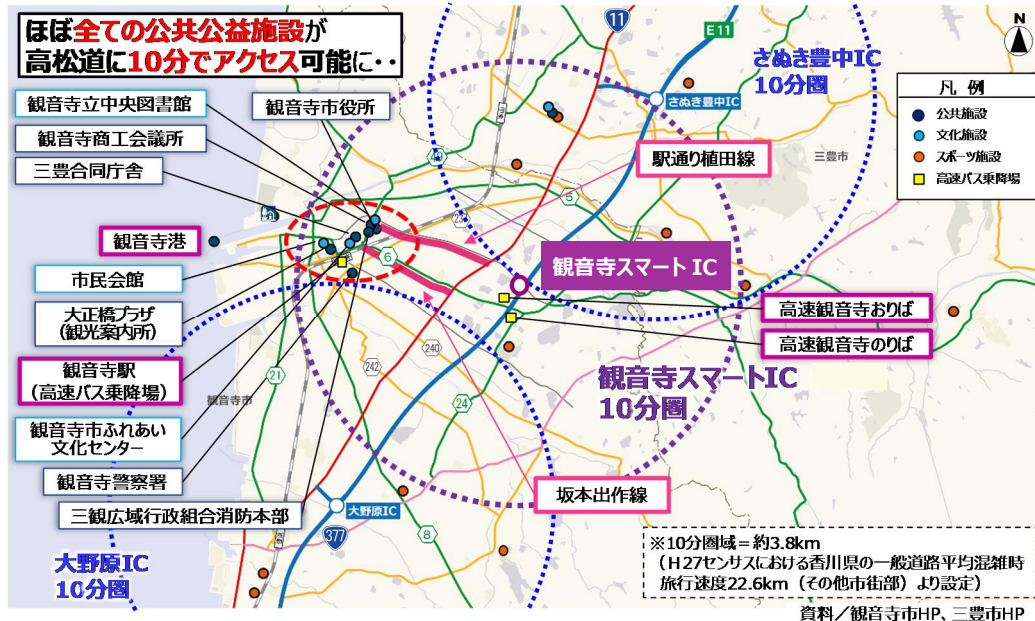 ほぼ全ての公共公益施設が
高松道に10分でアクセス可能に・・
観音寺立中央図書館
観音寺商工会議所
三豊合同庁舎
観音寺港
市民会館
大正橋プラザ
(観光案内所)
観音寺駅
(高速バス乗降場)
観音寺市ふれあい
文化センター
観音寺警察署
三観広域行政組合消防本部
観音寺市役所
大野原IC
10分圏
さぬき豊中IC
10分圏
観音寺スマートIC
10分圏
観音寺スマートIC
駅通り植田線
坂本出作線
高速観音寺おりば
高速観音寺のりば
さぬき豊中IC
大野原IC
三豊市
観音寺市
11
E11
377
5
6
8
21
24
240
242
N
凡 例
公共施設
文化施設
スポーツ施設
高速バス乗降場
※10分圏域=約3.8km
(H27センサスにおける香川県の一般道路平均混雑時
旅行速度22.6km(その他市街部)より設定)
資料/観音寺市HP、三豊市HP